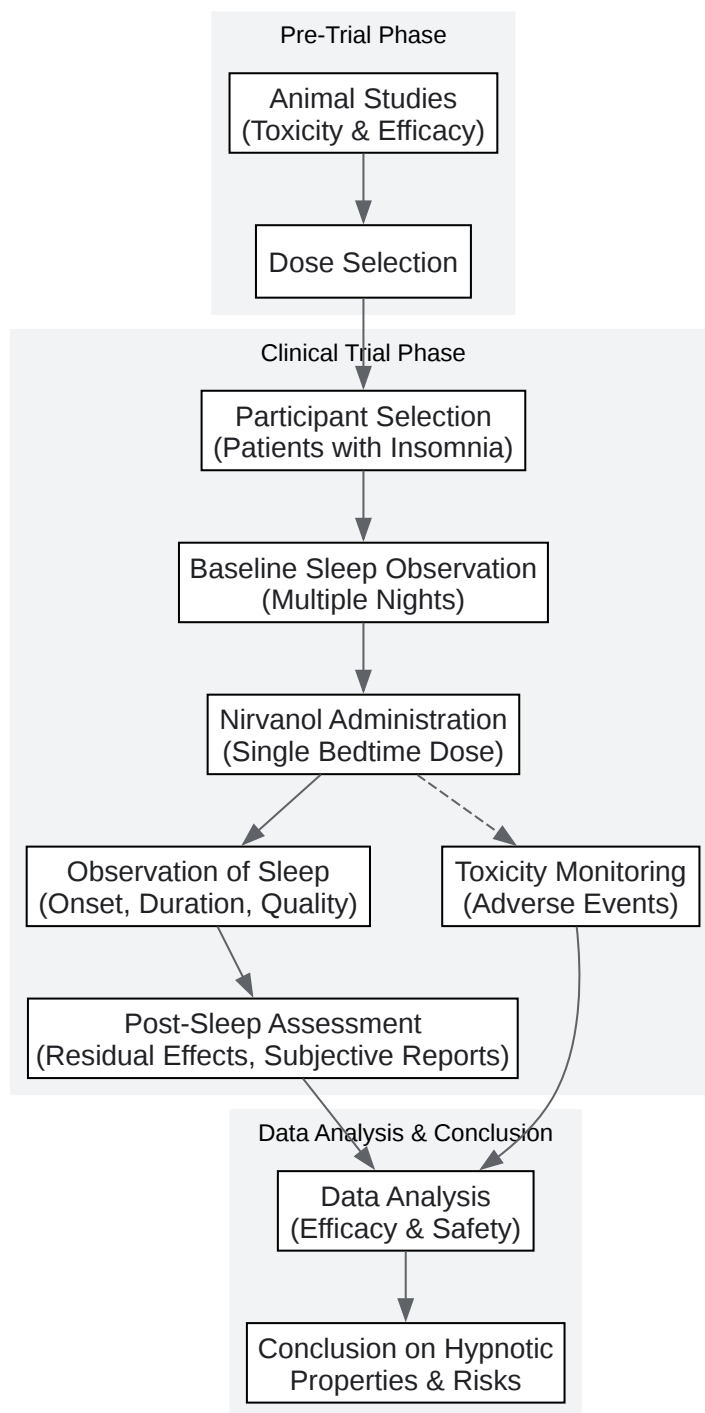 Pre-Trial Phase
Animal Studies
(Toxicity & Efficacy)
Dose Selection
Clinical Trial Phase
Participant Selection
(Patients with Insomnia)
Baseline Sleep Observation
(Multiple Nights)
Nirvanol Administration
(Single Bedtime Dose)
Observation of Sleep
(Onset, Duration, Quality)
Toxicity Monitoring
(Adverse Events)
Post-Sleep Assessment
(Residual Effects, Subjective Reports)
Data Analysis & Conclusion
Data Analysis
(Efficacy & Safety)
Conclusion on Hypnotic
Properties & Risks